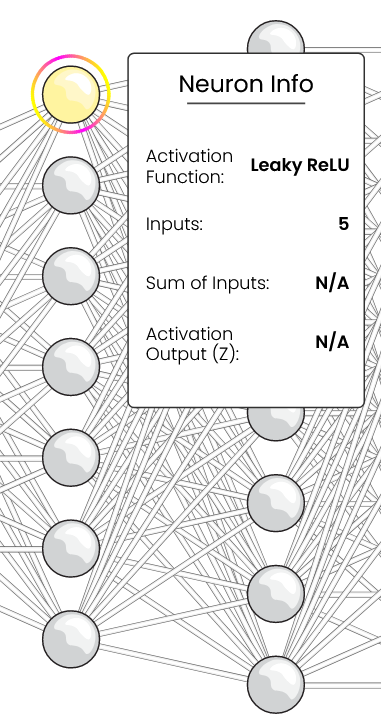 Neuron Info
Activation
Function:
Leaky ReLU
Inputs:
5
Sum of Inputs:
N/A
Activation
Output (Z):
N/A